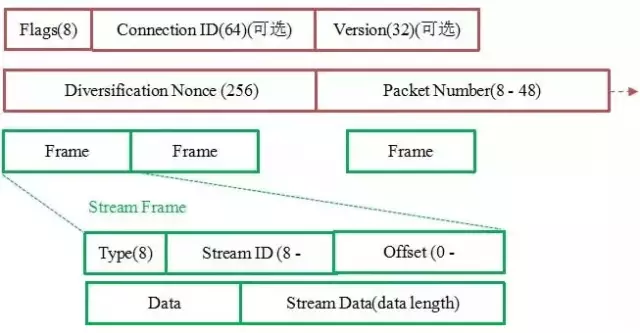 Flags(8) Connection ID(64)(可选) Version(32)(可选)
Diversification Nonce (256) Packet Number(8 - 48)
Frame Frame Frame
Stream Frame
Type(8) Stream ID (8 - Offset (0 -
Data Stream Data(data length)